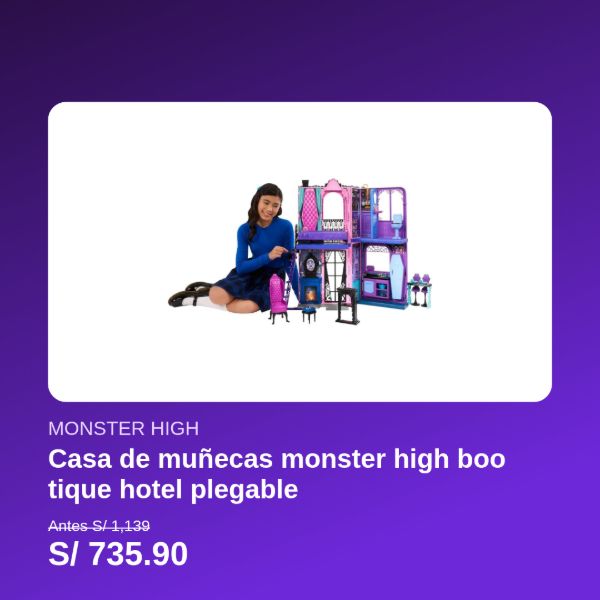 MONSTER HIGH
Casa de muñecas monster high boo
tique hotel plegable
Antes S/ 1,139
S/ 735.90